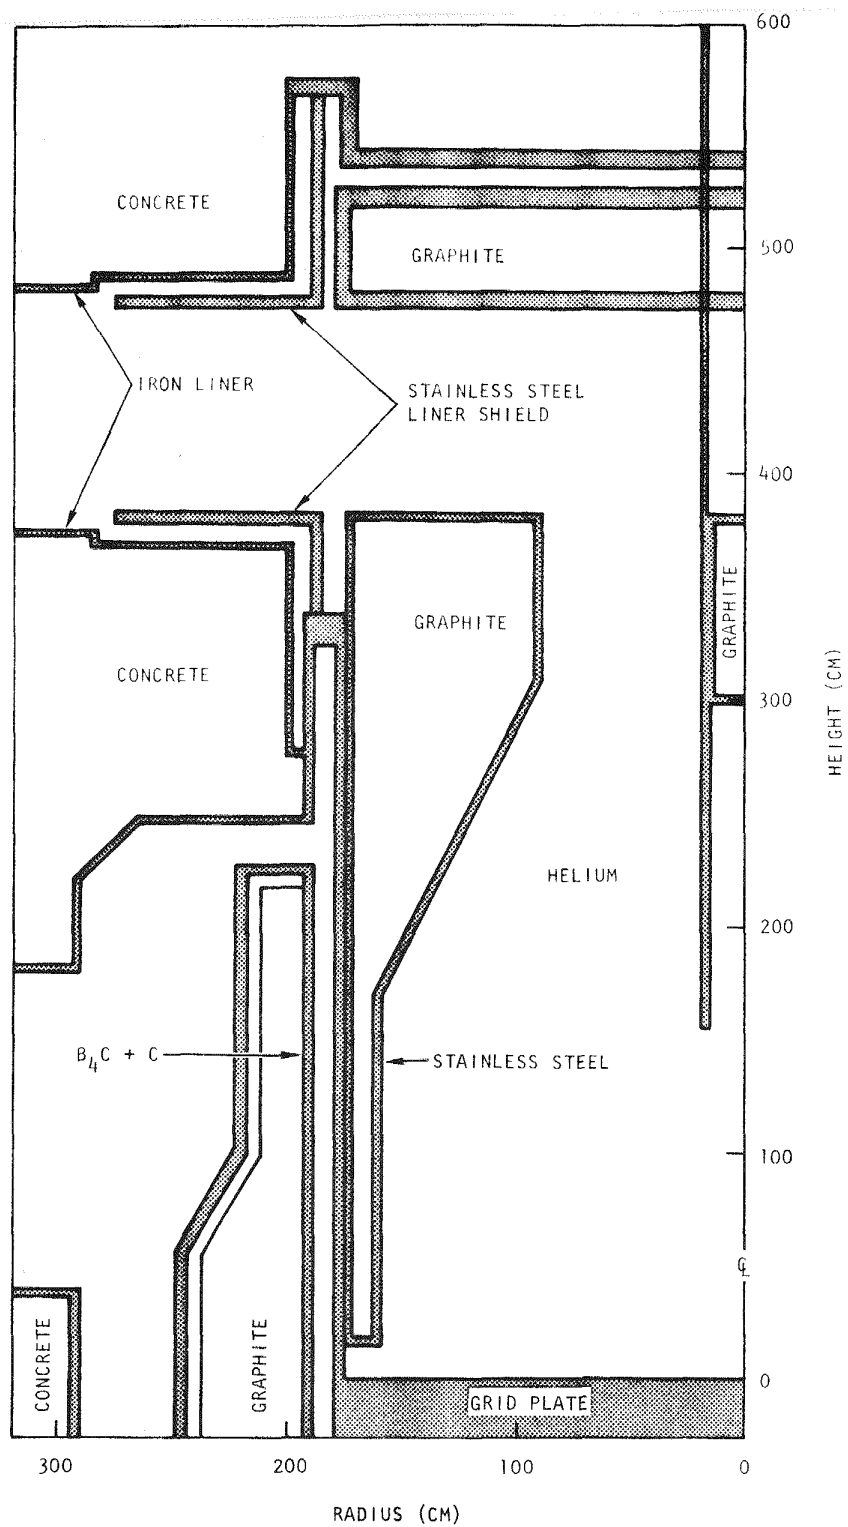 600
CONCRETE
GRAPHITE
500
IRON LINER
STAINLESS STEEL
LINER SHIELD
400
GRAPHITE
GRAPHITE
CONCRETE
300
HEIGHT (CM)
HELIUM
200
B₄C + C
STAINLESS STEEL
100
℄
CONCRETE
GRAPHITE
0
GRID PLATE
300
200
100
0
RADIUS (CM)